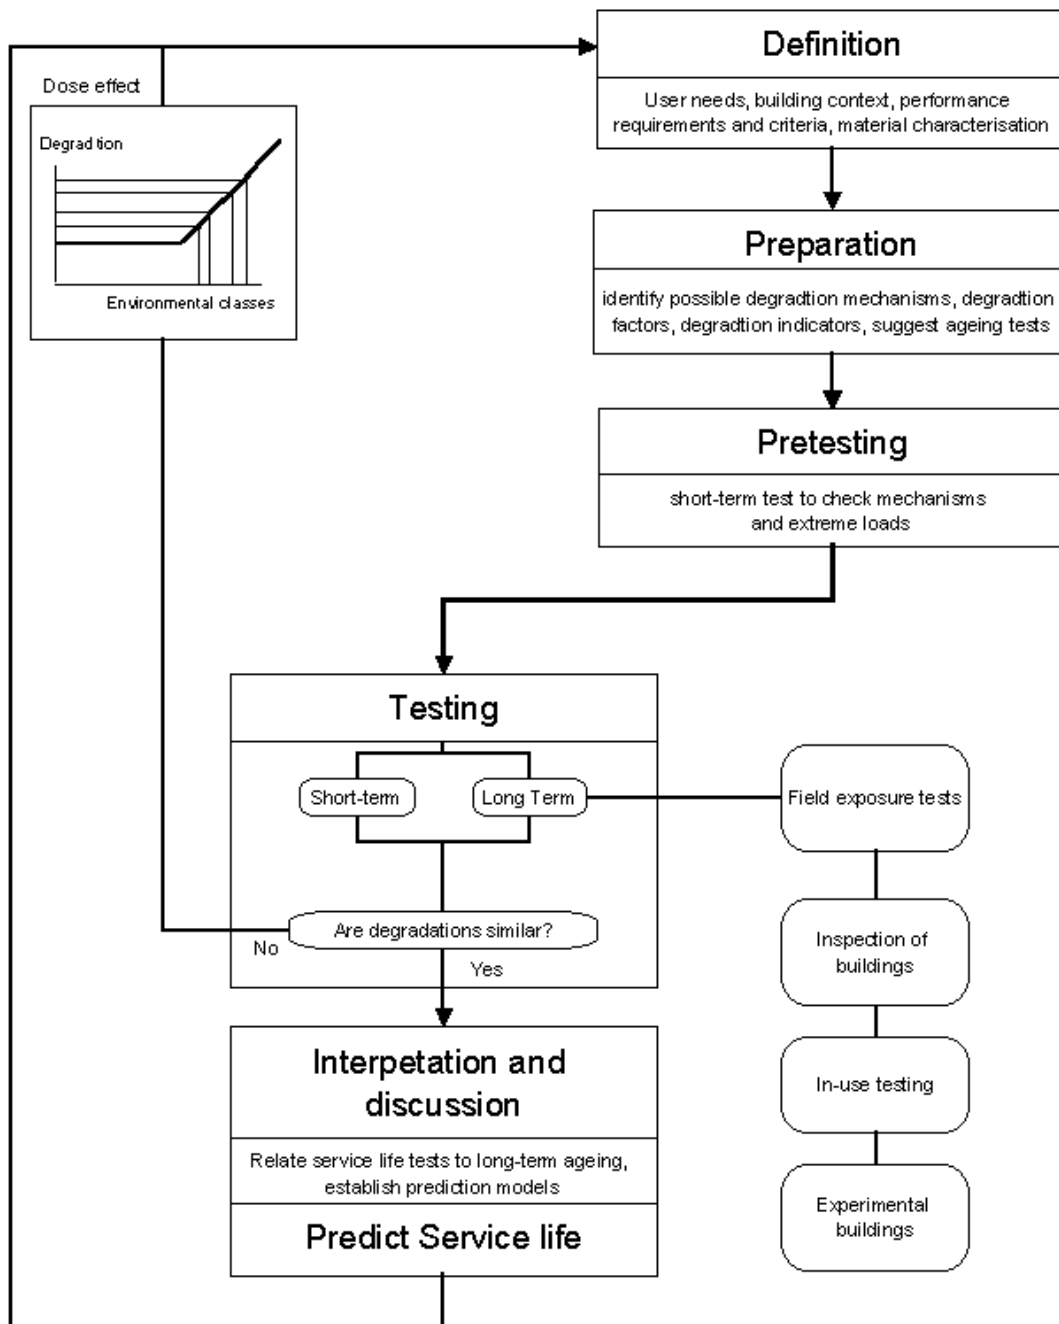 Definition
User needs, building context, performance
requirements and criteria, material characterisation
Dose effect
Degradtion
Environmental classes
Preparation
identify possible degradtion mechanisms, degradtion
factors, degradtion indicators, suggest ageing tests
Pretesting
short-term test to check mechanisms
and extreme loads
Testing
Short-term
Long Term
Field exposure tests
Are degradations similar?
No
Yes
Inspection of
buildings
In-use testing
Experimental
buildings
Interpetation and
discussion
Relate service life tests to long-term ageing,
establish prediction models
Predict Service life